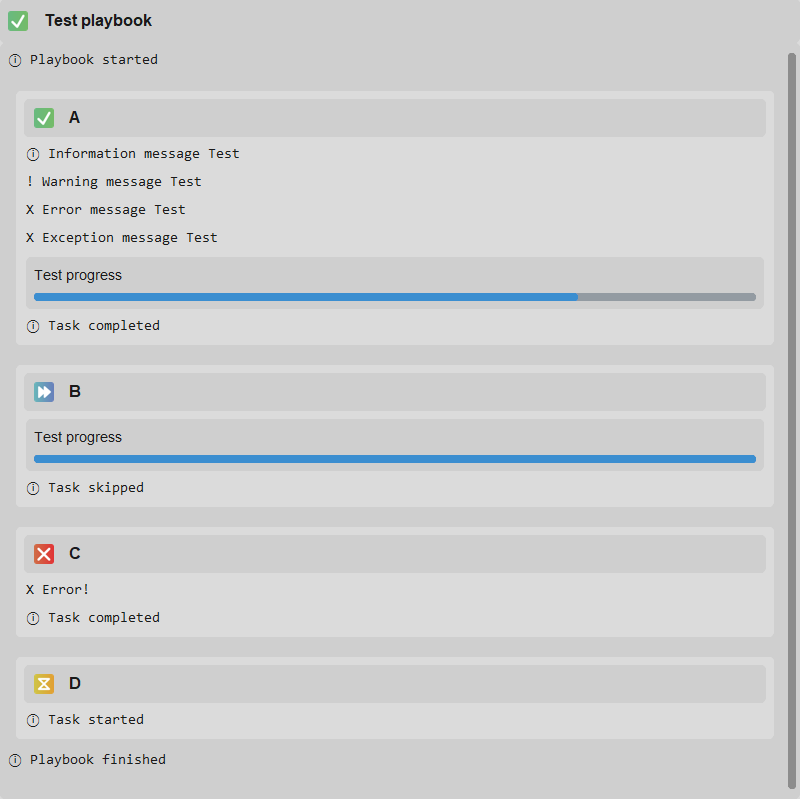 Test playbook
ⓘ Playbook started
A
ⓘ Information message Test
! Warning message Test
X Error message Test
X Exception message Test
Test progress
ⓘ Task completed
B
Test progress
ⓘ Task skipped
C
X Error!
ⓘ Task completed
D
ⓘ Task started
ⓘ Playbook finished